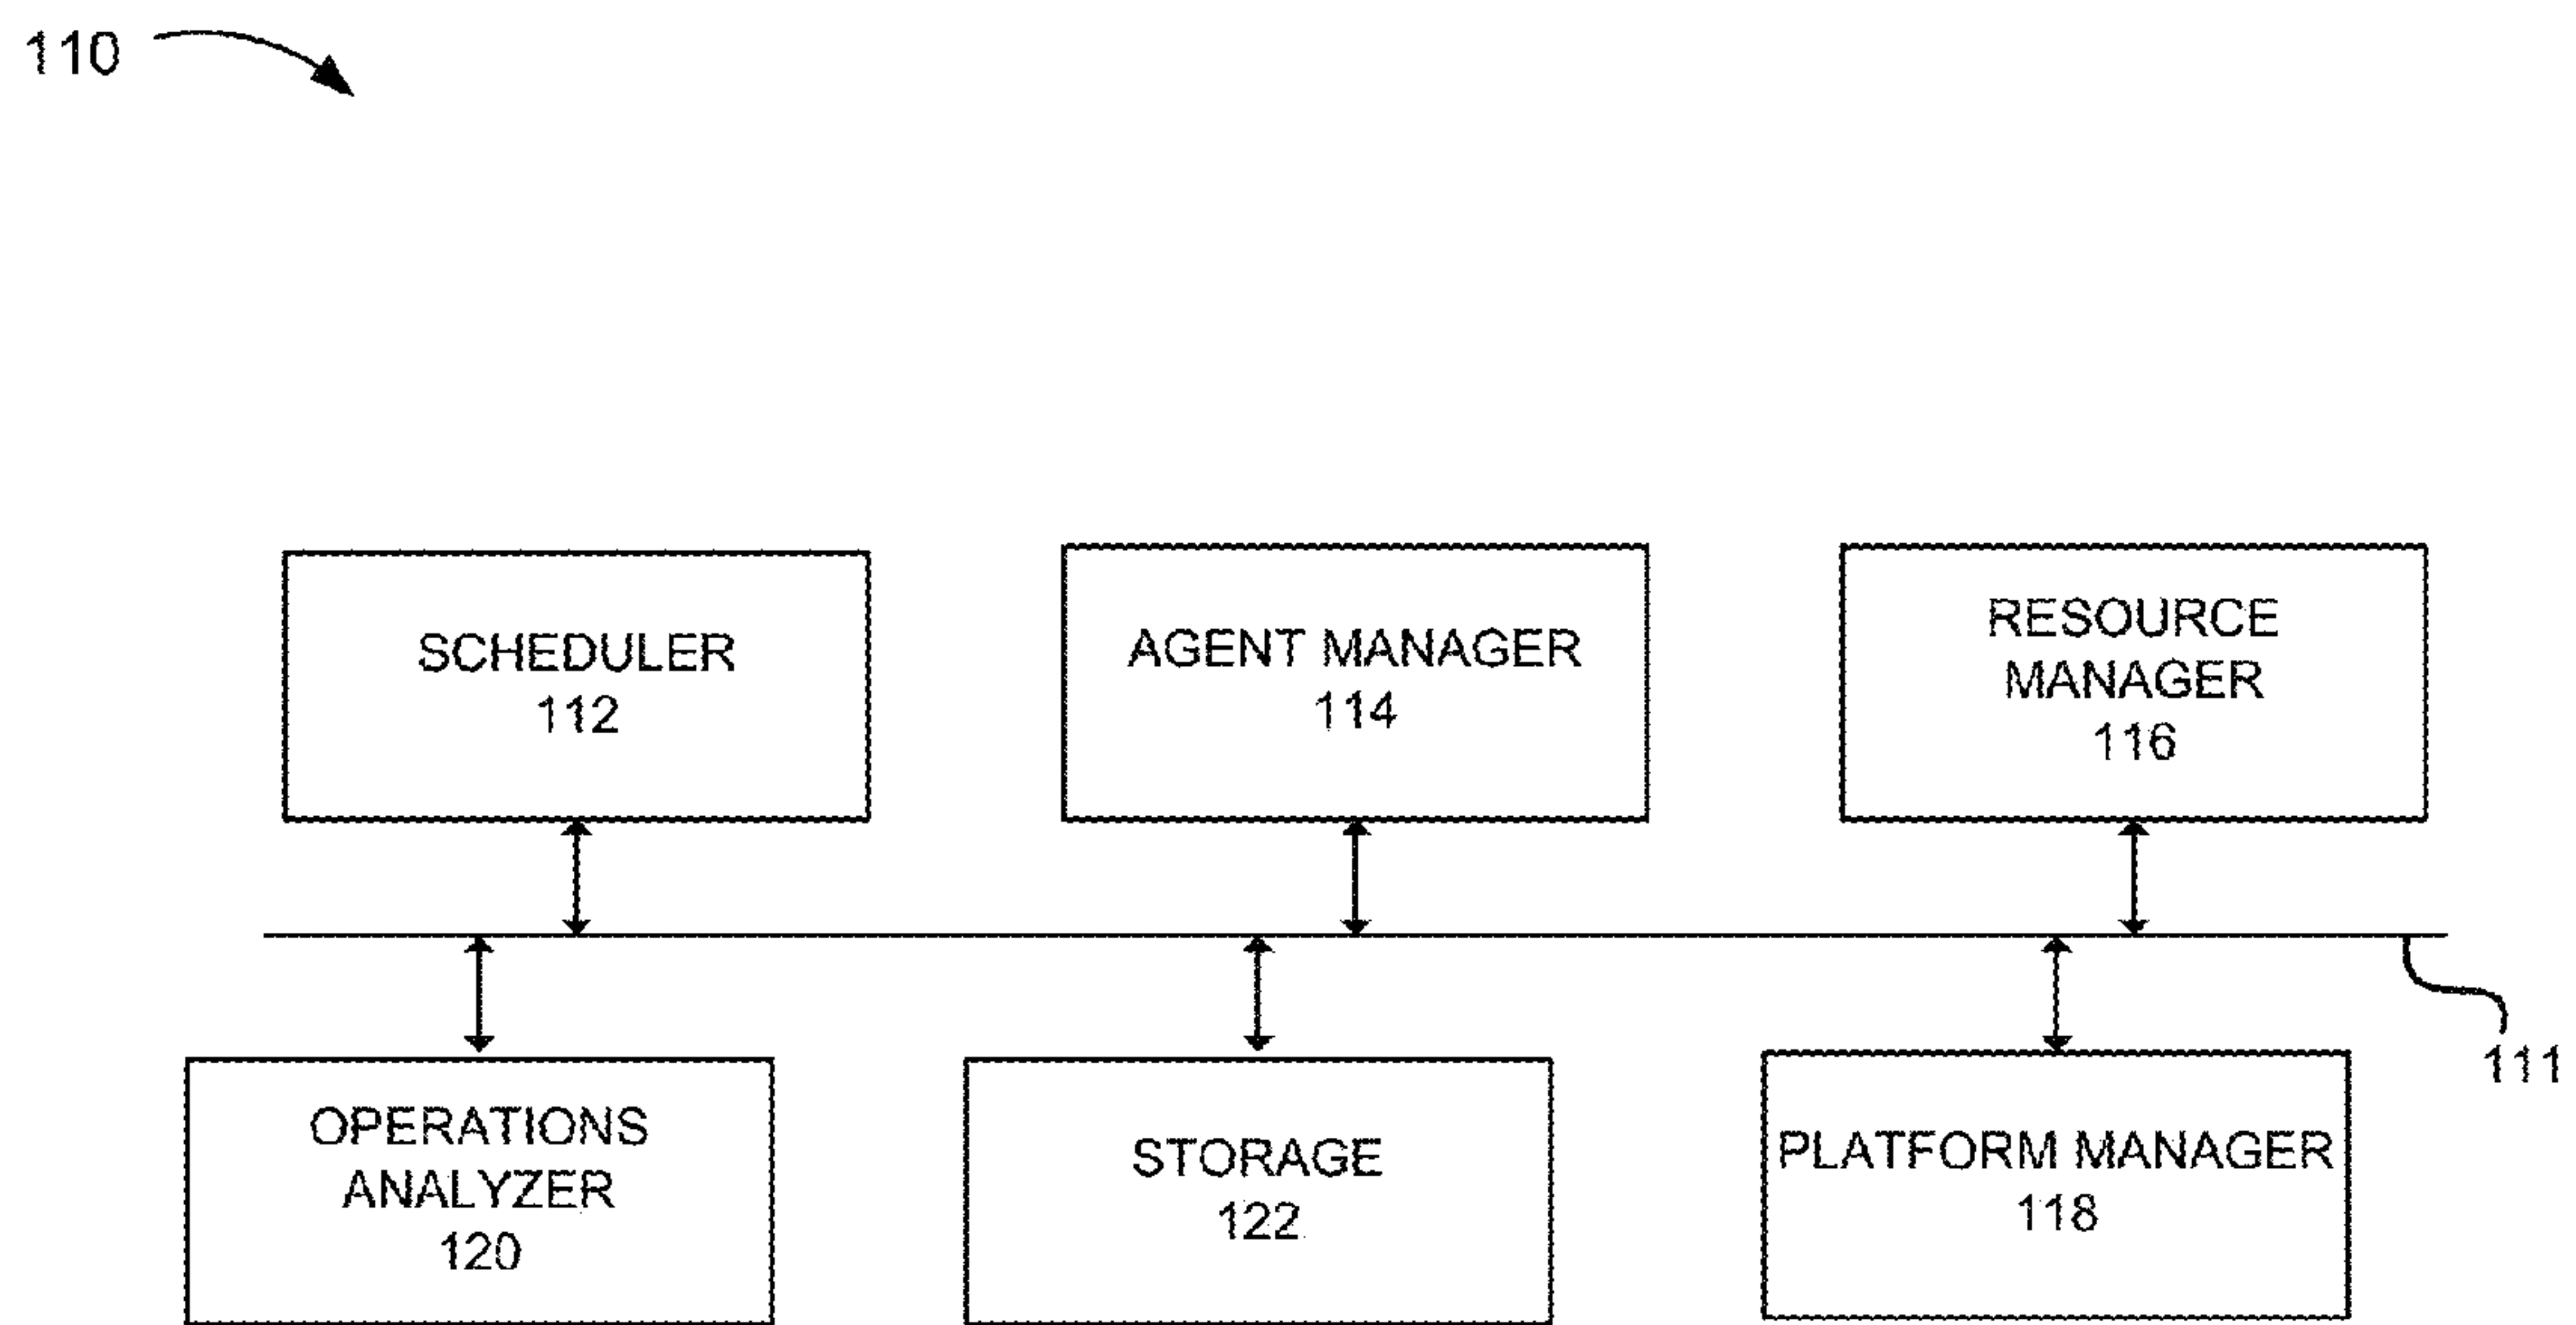 110
SCHEDULER
112
AGENT MANAGER
114
RESOURCE
MANAGER
116
111
OPERATIONS
ANALYZER
120
STORAGE
122
PLATFORM MANAGER
118